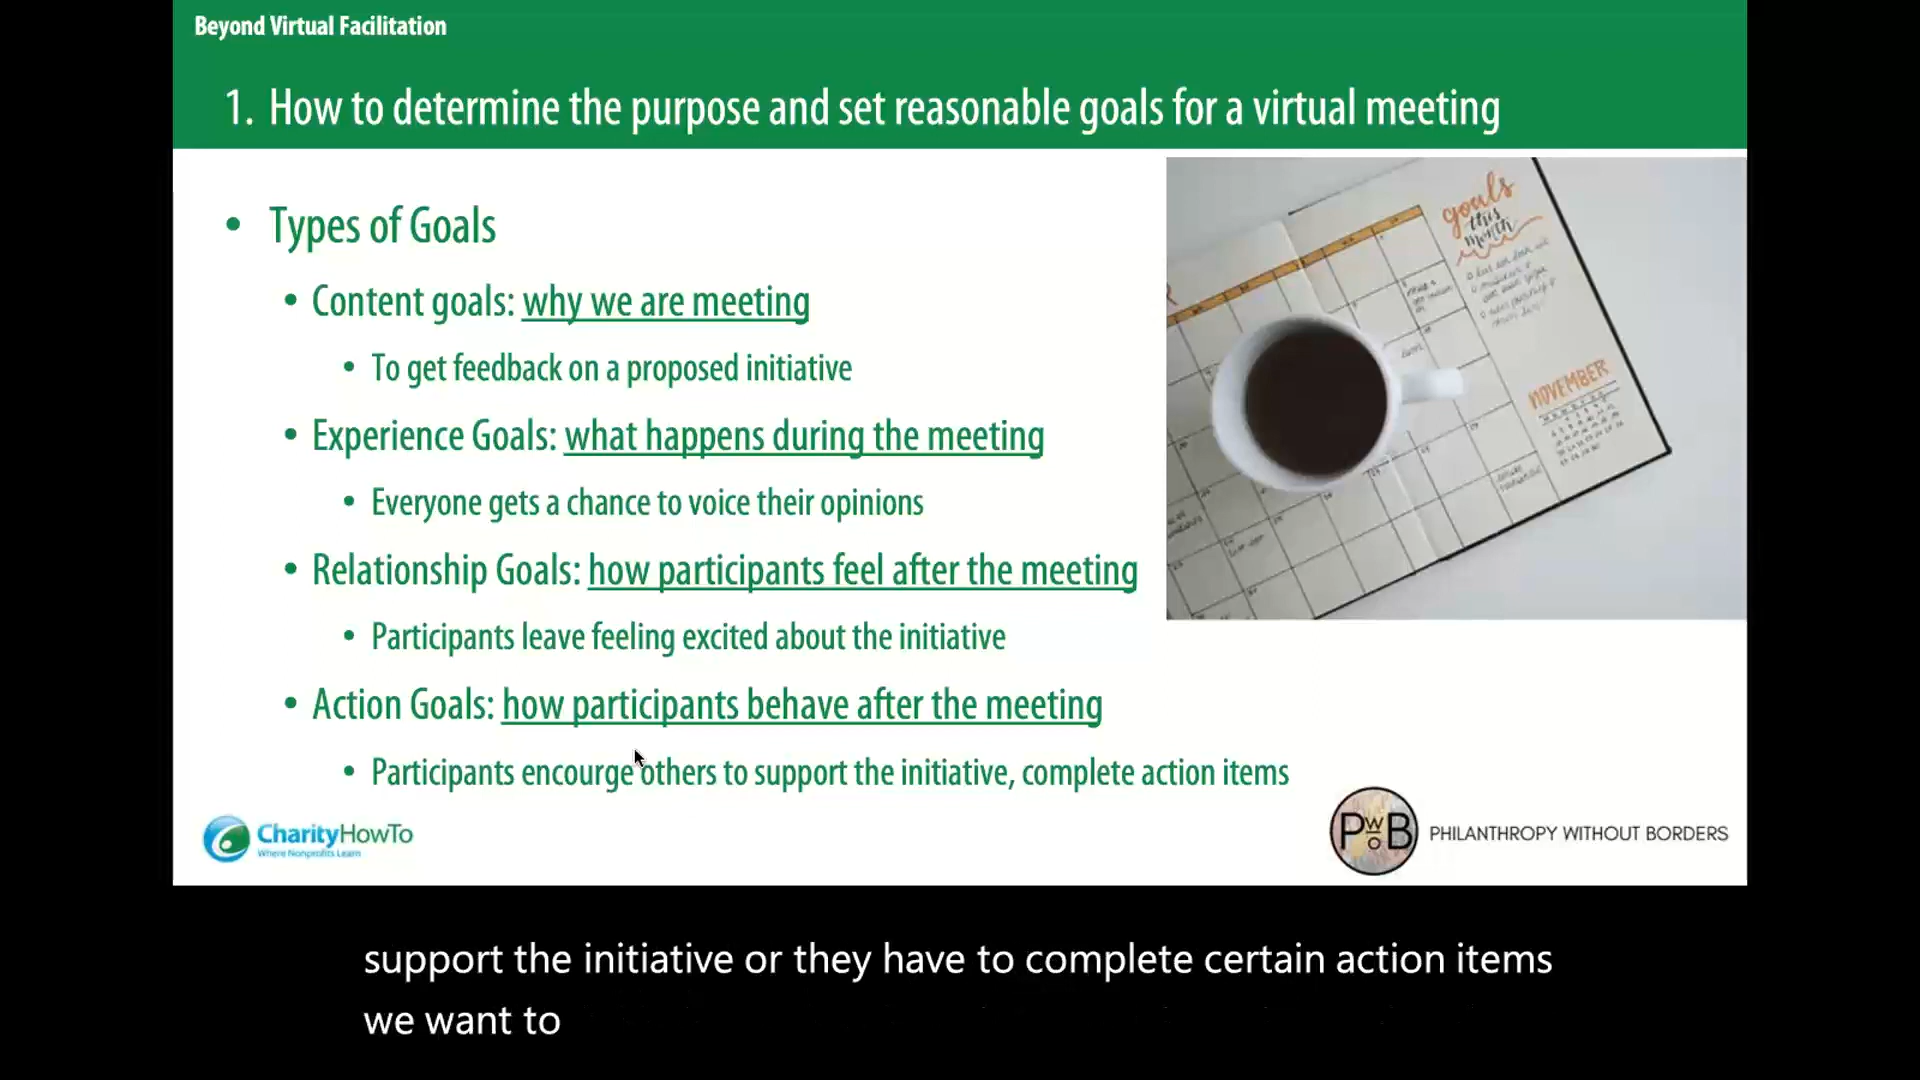 Beyond Virtual Facilitation
1. How to determine the purpose and set reasonable goals for a virtual meeting
• Types of Goals
• Content goals: why we are meeting
• To get feedback on a proposed initiative
• Experience Goals: what happens during the meeting
• Everyone gets a chance to voice their opinions
• Relationship Goals: how participants feel after the meeting
• Participants leave feeling excited about the initiative
• Action Goals: how participants behave after the meeting
• Participants encourge others to support the initiative, complete action items
goals
this
month
NOVEMBER
CharityHowTo
Where Nonprofits Learn
PwoB
PHILANTHROPY WITHOUT BORDERS
support the initiative or they have to complete certain action items
we want to